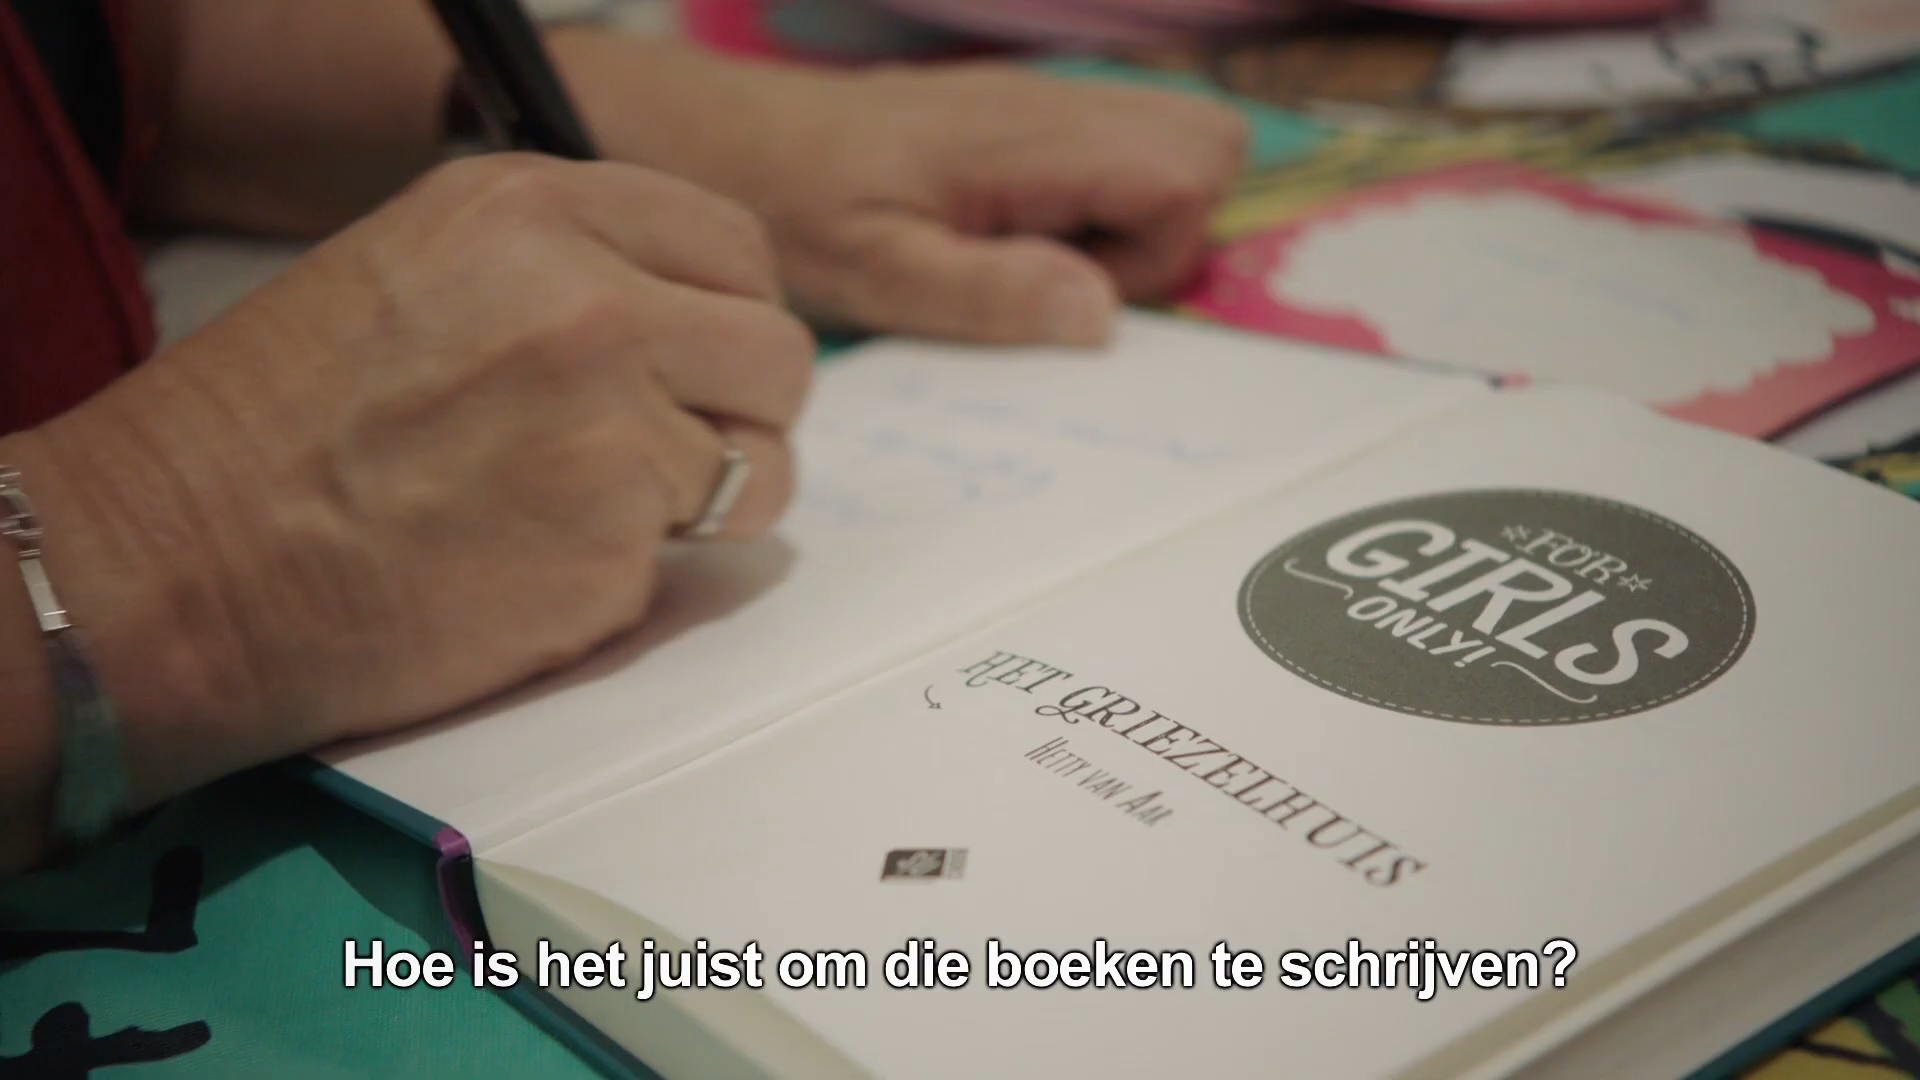 FOR
GIRLS
ONLY!
HET GRIEZELHUIS
HETTY VAN AAR
Hoe is het juist om die boeken te schrijven?